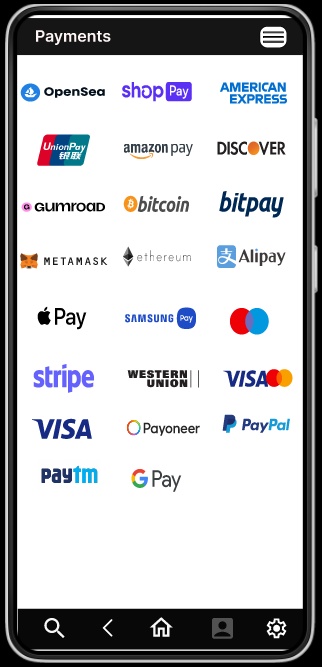 Payments
OpenSea
shop Pay
AMERICAN
EXPRESS
UnionPay
银联
amazon pay
DISCOVER
G
GUMROAD
bitcoin
bitpay
METAMASK
ethereum
支
Alipay
Pay
SAMSUNG Pay
stripe
WESTERN
UNION
VISA
VISA
Payoneer
PayPal
paytm
G Pay